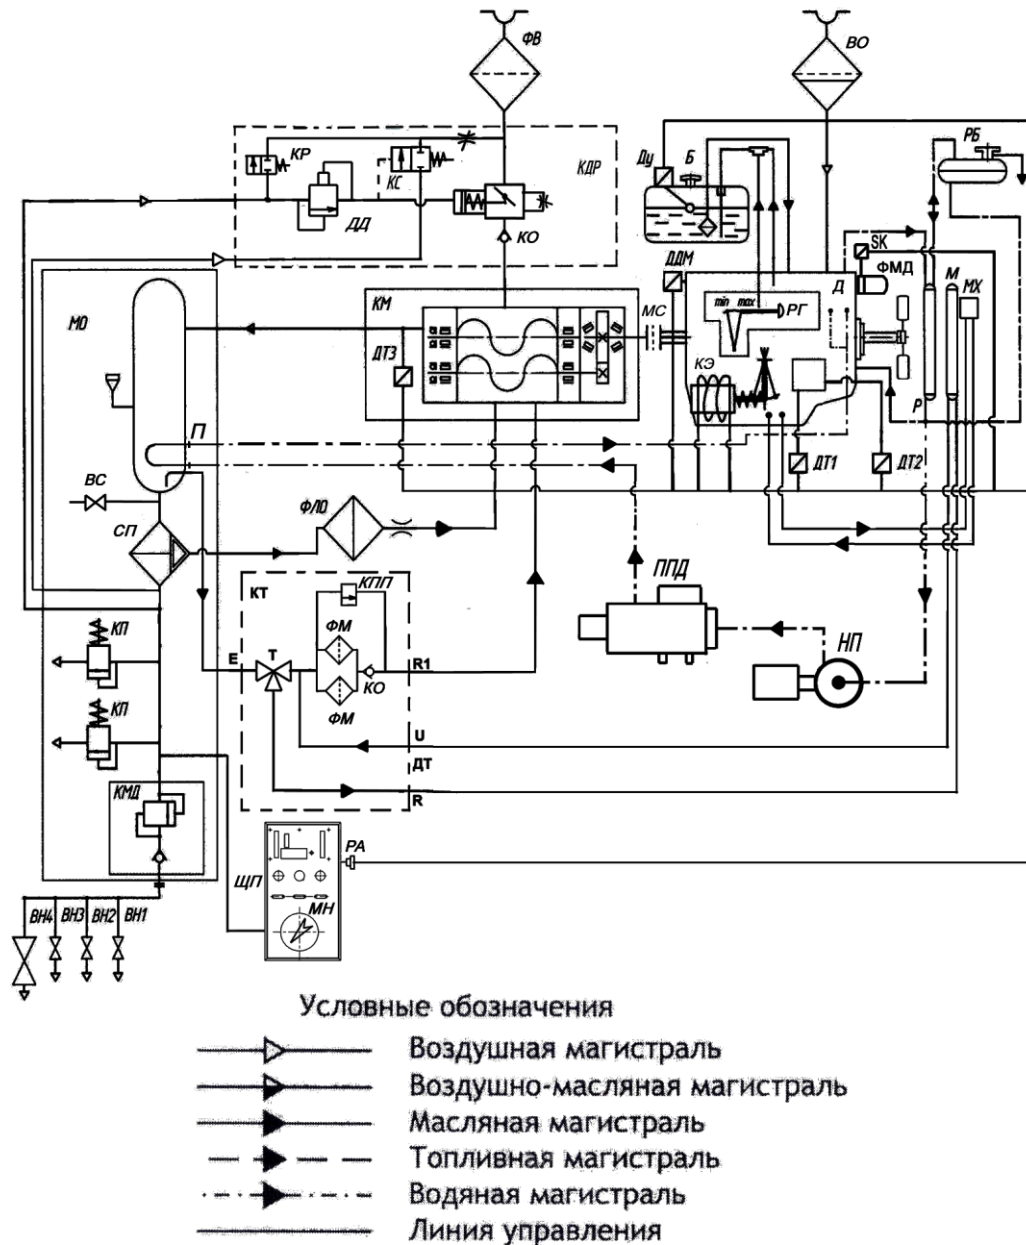 ФВ
ВО
КР
КС
КДР
ДД
КО
Ду
Б
РБ
SK
ФМД
ДДМ
Д
М
МХ
МО
КМ
МС
min max
РГ
ДТ3
КЭ
Р
П
ДТ1
ДТ2
ВС
СП
ФЛО
ППД
НП
КТ
КПП
ФМ
E
Т
R1
КО
ФМ
КП
U
ДТ
R
КП
КМД
РА
ЩП
МН
ВН4
ВН3
ВН2
ВН1
Условные обозначения
Воздушная магистраль
Воздушно-масляная магистраль
Масляная магистраль
Топливная магистраль
Водяная магистраль
Линия управления